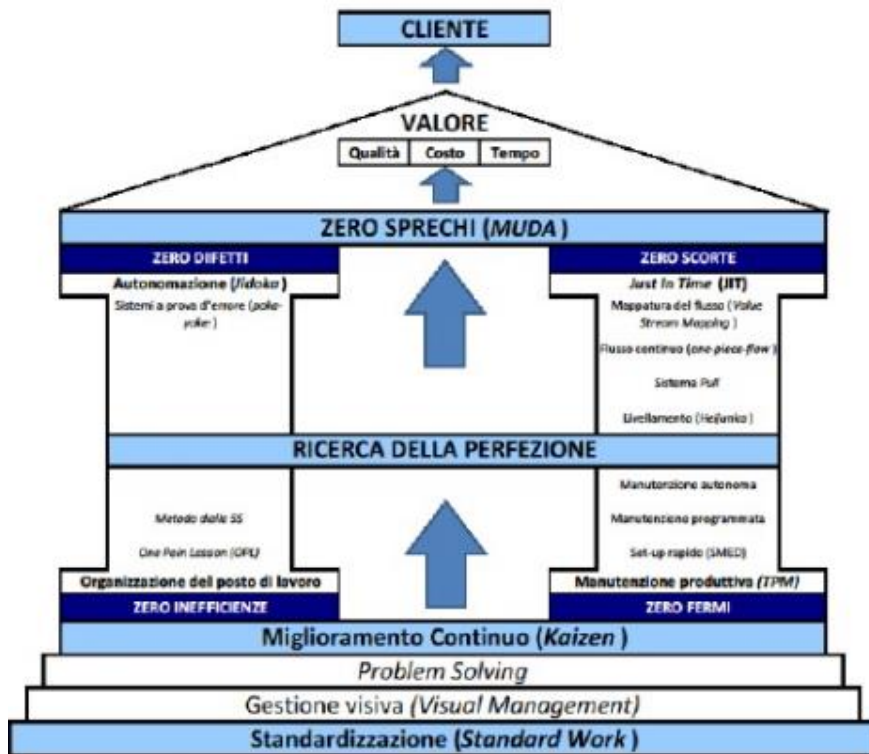 CLIENTE
VALORE
Qualità Costo Tempo
ZERO SPRECHI (MUDA)
ZERO DIFETTI
Autonomazione (Jidoka)
Sistemi a prova d'errore (poka-
yoke)
ZERO SCORTE
Just In Time (JIT)
Mappatura del flusso (Value
Stream Mapping)
Flusso continuo (one-piece-flow)
Sistema Pull
Livellamento (Heijunka)
RICERCA DELLA PERFEZIONE
Metodo delle 5S
One Poin Lesson (OPL)
Organizzazione del posto di lavoro
ZERO INEFFICIENZE
Manutenzione autonoma
Manutenzione programmata
Set-up rapido (SMED)
Manutenzione produttiva (TPM)
ZERO FERMI
Miglioramento Continuo (Kaizen)
Problem Solving
Gestione visiva (Visual Management)
Standardizzazione (Standard Work)